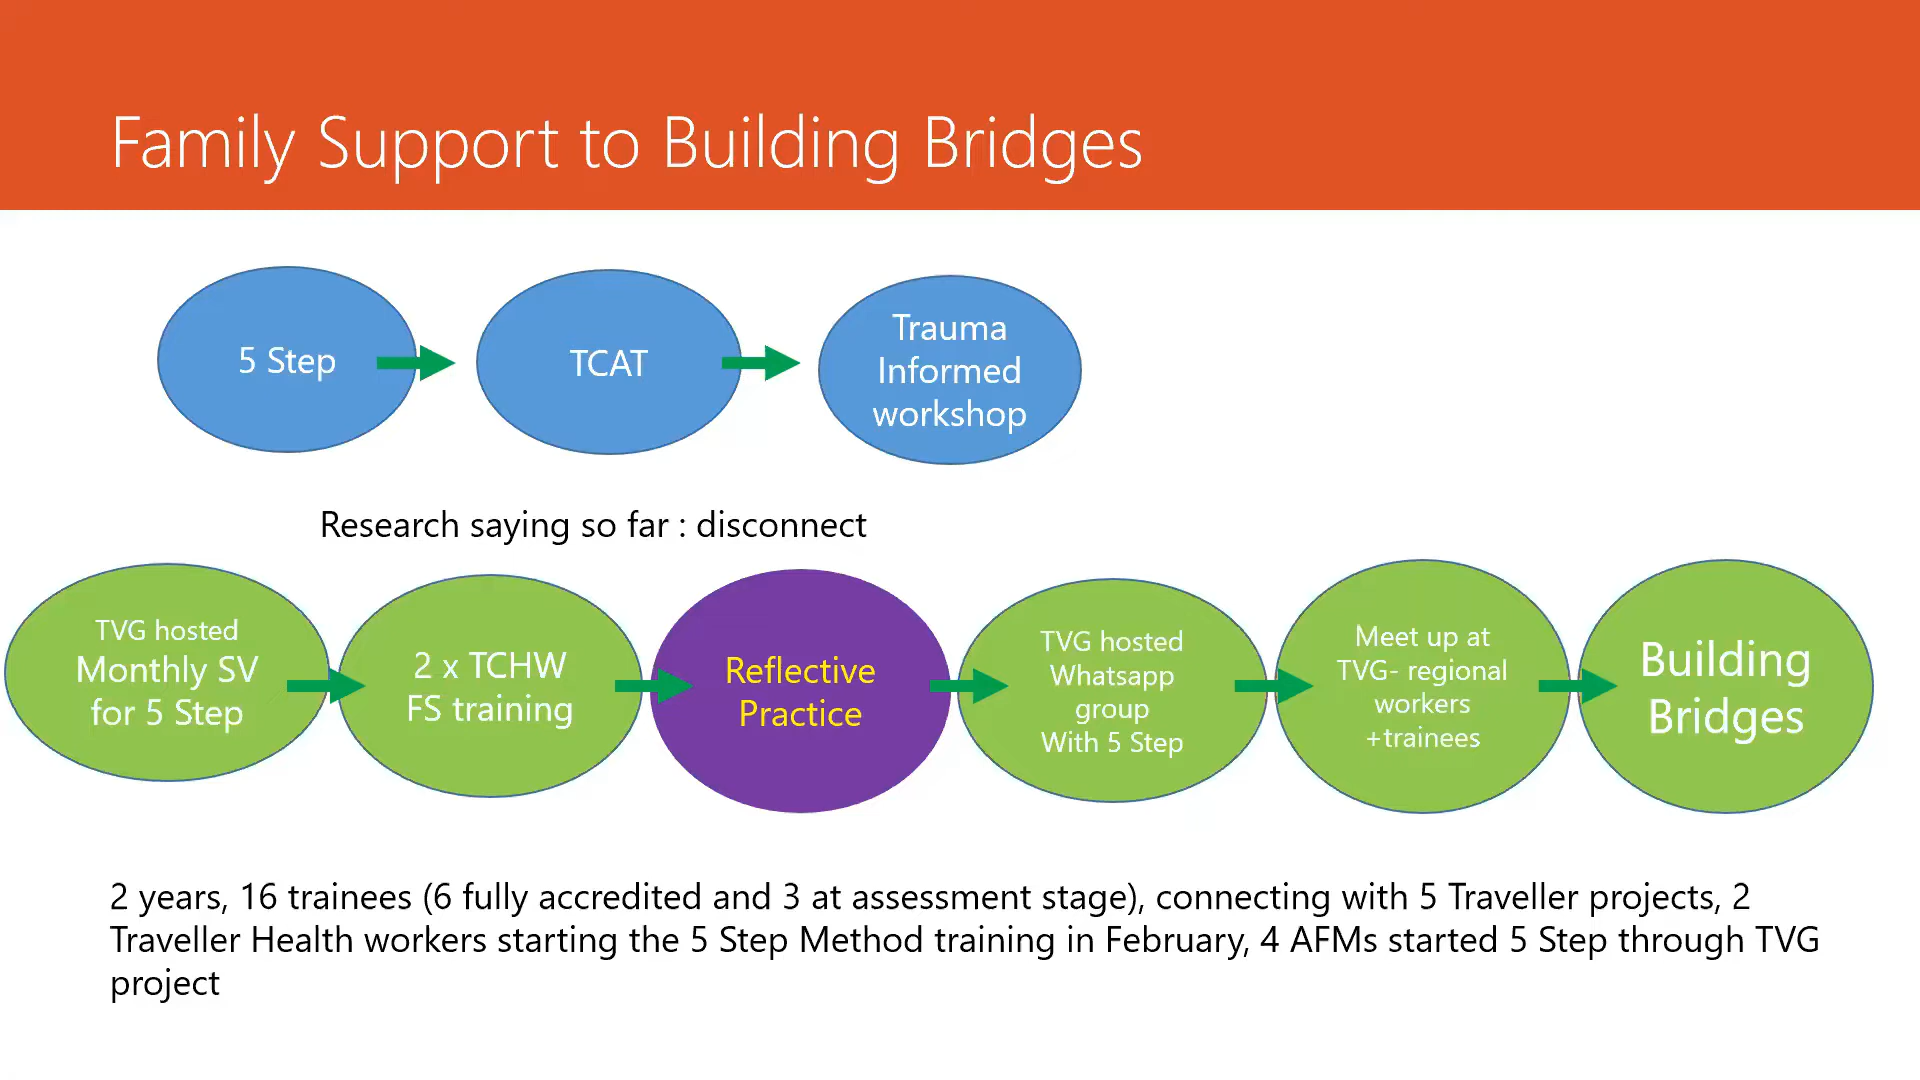 Family Support to Building Bridges
5 Step
TCAT
Trauma
Informed
workshop
Research saying so far : disconnect
TVG hosted
Monthly SV
for 5 Step
2 x TCHW
FS training
Reflective
Practice
TVG hosted
Whatsapp
group
With 5 Step
Meet up at
TVG- regional
workers
+trainees
Building
Bridges
2 years, 16 trainees (6 fully accredited and 3 at assessment stage), connecting with 5 Traveller projects, 2
Traveller Health workers starting the 5 Step Method training in February, 4 AFMs started 5 Step through TVG
project